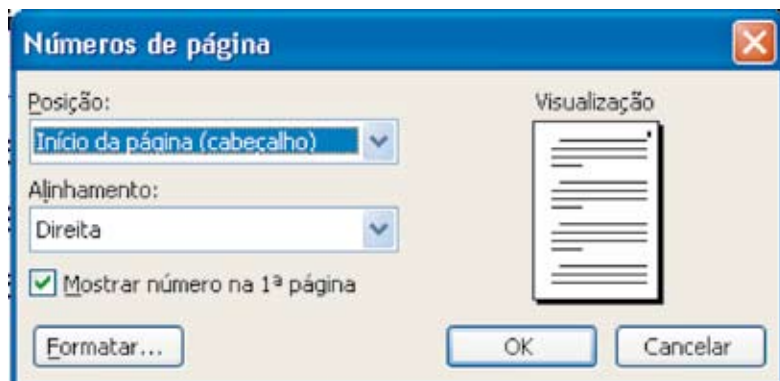 Números de página
Posição:
Visualização
Início da página (cabeçalho)
Alinhamento:
Direita
Mostrar número na 1ª página
Formatar...
OK
Cancelar